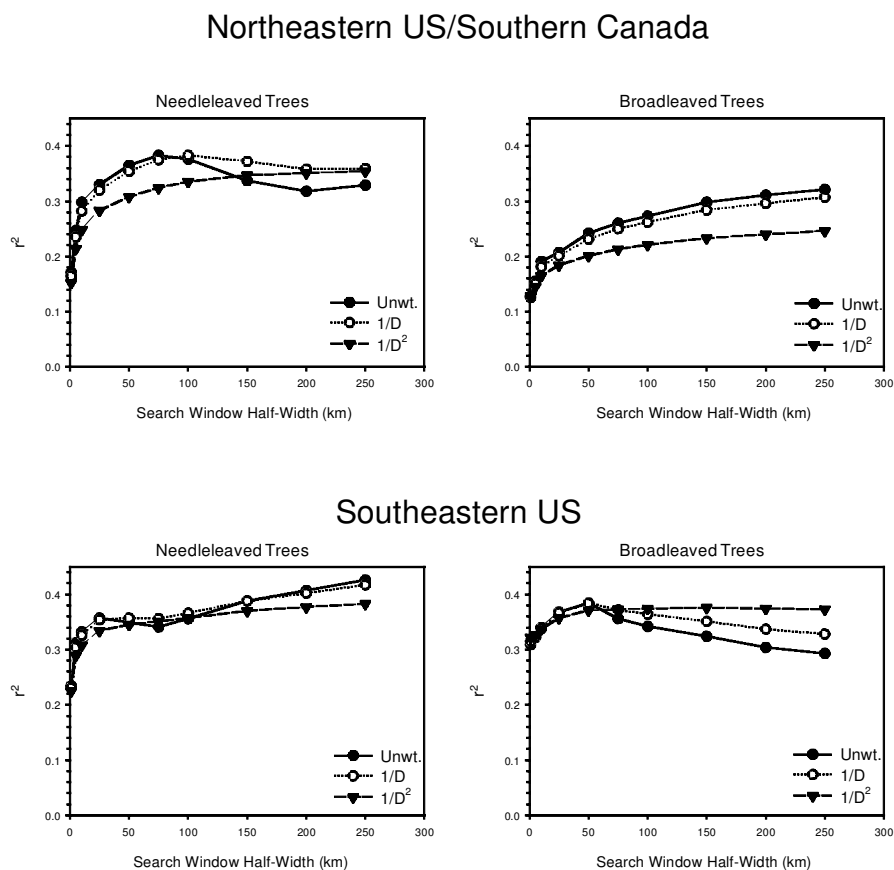 Northeastern US/Southern Canada
Needleleaved Trees
0.4
0.3
0.2
0.1
0.0
r²
0 50 100 150 200 250 300
Search Window Half-Width (km)
Unwt.
1/D
1/D²
Broadleaved Trees
0.4
0.3
0.2
0.1
0.0
r²
0 50 100 150 200 250 300
Search Window Half-Width (km)
Unwt.
1/D
1/D²
Southeastern US
Needleleaved Trees
0.4
0.3
0.2
0.1
0.0
r²
0 50 100 150 200 250 300
Search Window Half-Width (km)
Unwt.
1/D
1/D²
Broadleaved Trees
0.4
0.3
0.2
0.1
0.0
r²
0 50 100 150 200 250 300
Search Window Half-Width (km)
Unwt.
1/D
1/D²